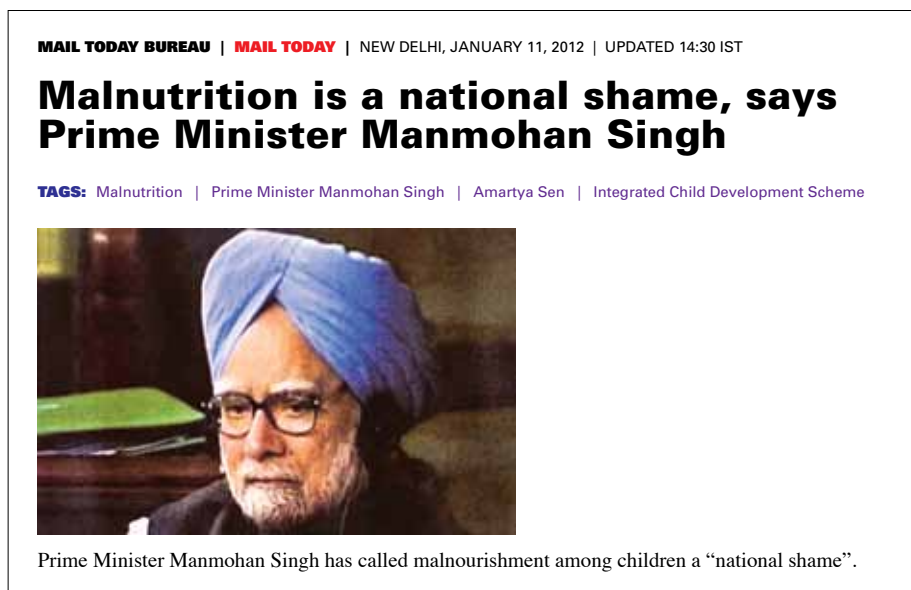 MAIL TODAY BUREAU | MAIL TODAY | NEW DELHI, JANUARY 11, 2012 | UPDATED 14:30 IST
Malnutrition is a national shame, says
Prime Minister Manmohan Singh
TAGS: Malnutrition | Prime Minister Manmohan Singh | Amartya Sen | Integrated Child Development Scheme
Prime Minister Manmohan Singh has called malnourishment among children a “national shame”.